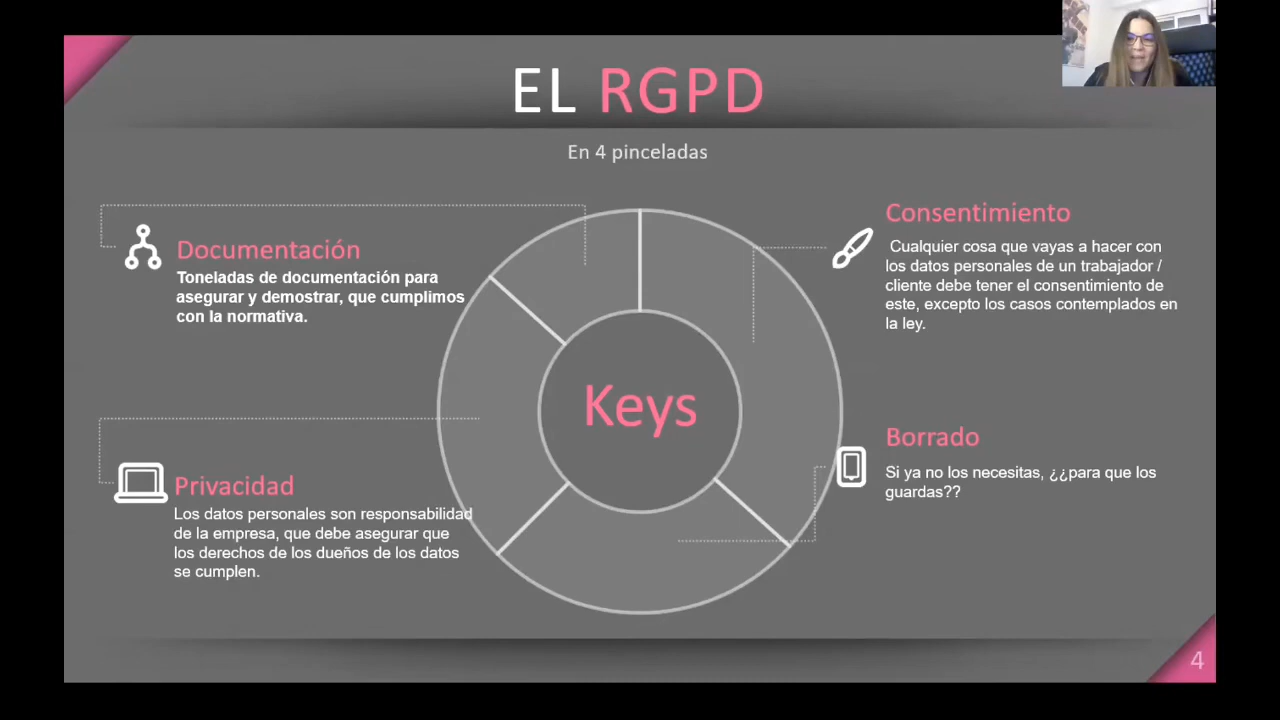 EL RGPD
En 4 pinceladas
Documentación
Toneladas de documentación para
asegurar y demostrar, que cumplimos
con la normativa.
Privacidad
Los datos personales son responsabilidad
de la empresa, que debe asegurar que
los derechos de los dueños de los datos
se cumplen.
Keys
Consentimiento
Cualquier cosa que vayas a hacer con
los datos personales de un trabajador /
cliente debe tener el consentimiento de
este, excepto los casos contemplados en
la ley.
Borrado
Si ya no los necesitas, ¿¿para que los
guardas??
4